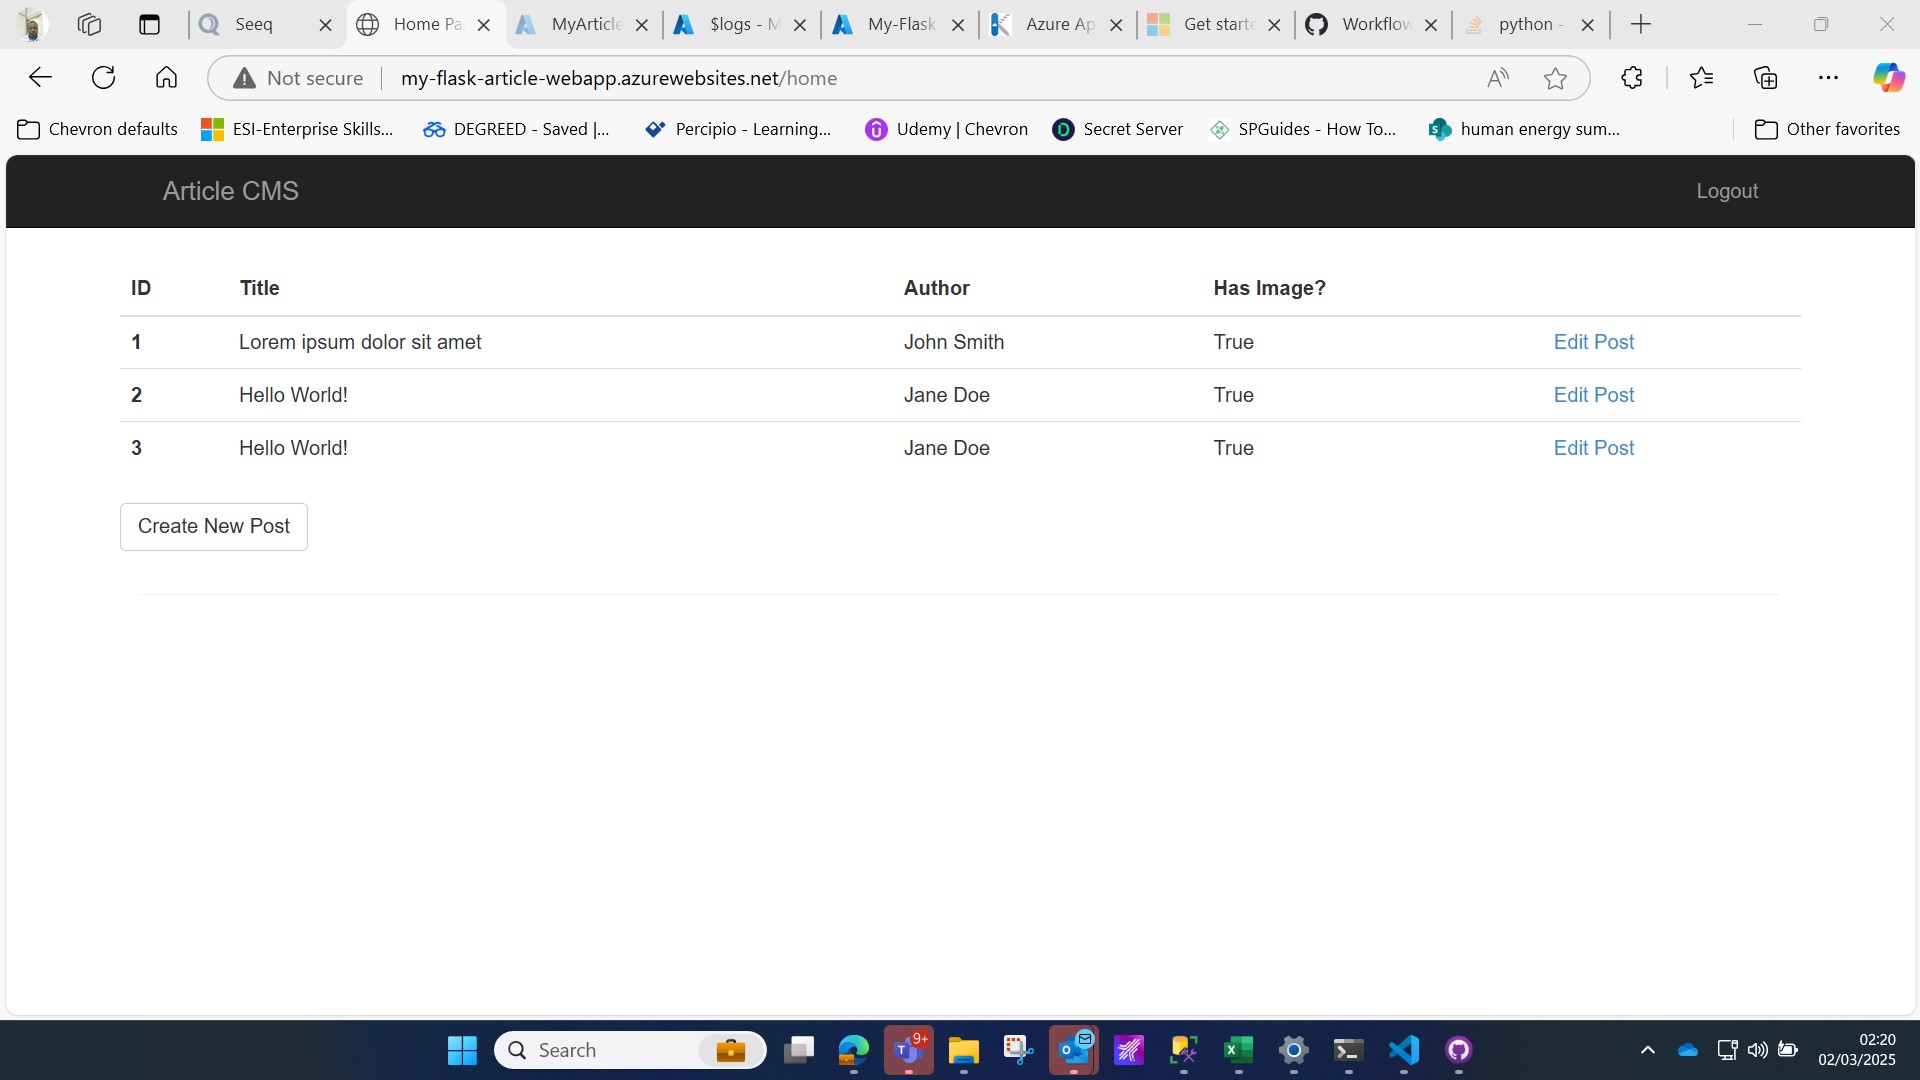 Seeq
Home Pa
MyArticle
$logs - M
My-Flask
Azure Ap
Get starte
Workflow
python -
Not secure
my-flask-article-webapp.azurewebsites.net/home
Chevron defaults
ESI-Enterprise Skills...
DEGREED - Saved |...
Percipio - Learning...
Udemy | Chevron
Secret Server
SPGuides - How To...
human energy sum...
Other favorites
Article CMS
Logout
ID Title Author Has Image?
1 Lorem ipsum dolor sit amet John Smith True Edit Post
2 Hello World! Jane Doe True Edit Post
3 Hello World! Jane Doe True Edit Post
Create New Post
Search
9+
02:20
02/03/2025